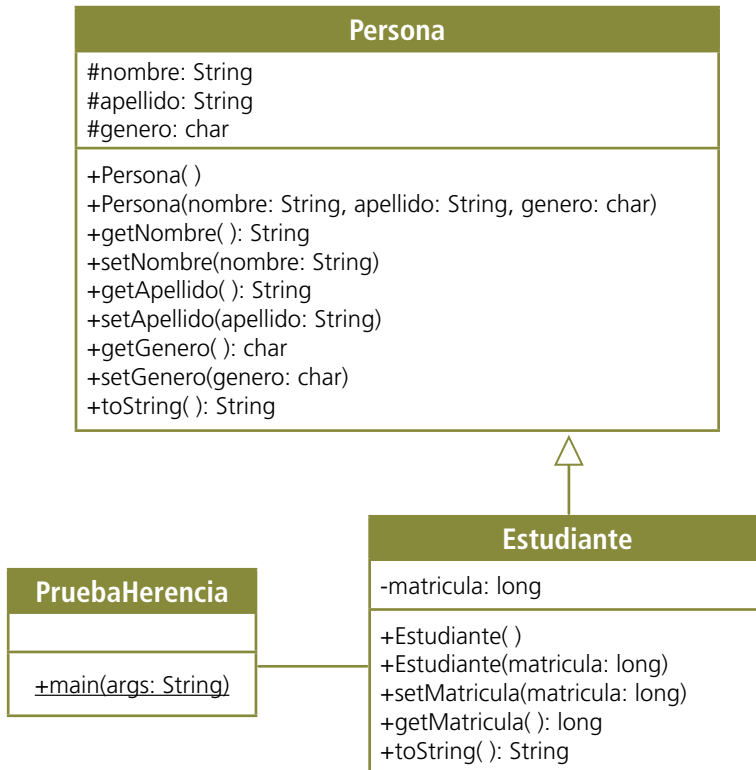 Persona
#nombre: String
#apellido: String
#genero: char
+Persona( )
+Persona(nombre: String, apellido: String, genero: char)
+getNombre( ): String
+setNombre(nombre: String)
+getApellido( ): String
+setApellido(apellido: String)
+getGenero( ): char
+setGenero(genero: char)
+toString( ): String
PruebaHerencia
+main(args: String)
Estudiante
-matricula: long
+Estudiante( )
+Estudiante(matricula: long)
+setMatricula(matricula: long)
+getMatricula( ): long
+toString( ): String